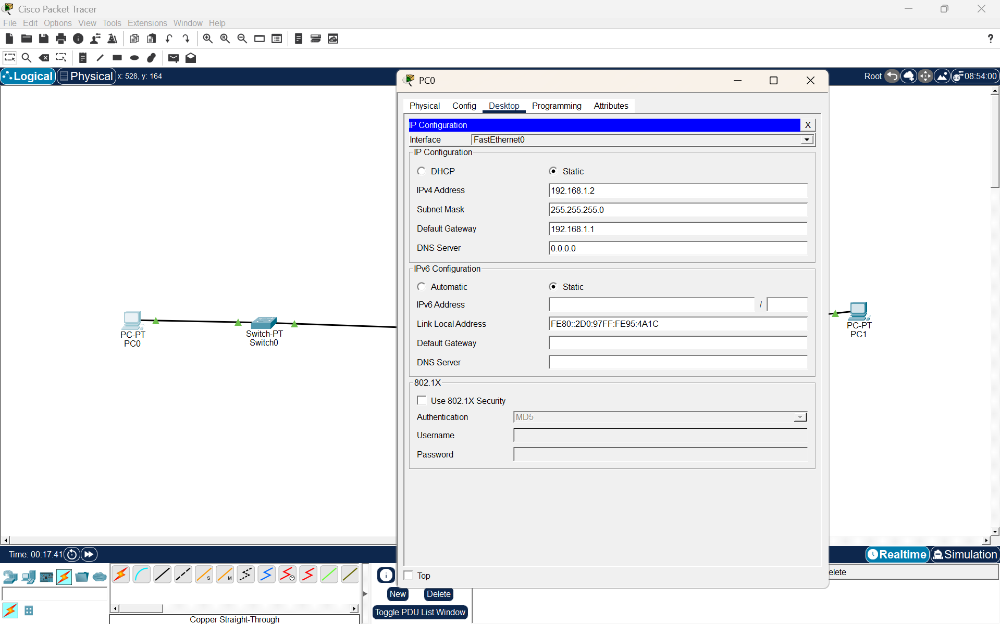 Cisco Packet Tracer
File Edit Options View Tools Extensions Window Help
?
Logical Physical x: 528, y: 164
Root 08:54:00
PC0
Physical Config Desktop Programming Attributes
IP Configuration X
Interface FastEthernet0
IP Configuration
DHCP Static
IPv4 Address 192.168.1.2
Subnet Mask 255.255.255.0
Default Gateway 192.168.1.1
DNS Server 0.0.0.0
IPv6 Configuration
Automatic Static
IPv6 Address /
Link Local Address FE80::2D0:97FF:FE95:4A1C
Default Gateway
DNS Server
802.1X
Use 802.1X Security
Authentication MD5
Username
Password
Top
PC-PT
PC0
Switch-PT
Switch0
PC-PT
PC1
Time: 00:17:41
Realtime Simulation
S M
elete
New Delete
Toggle PDU List Window
Copper Straight-Through